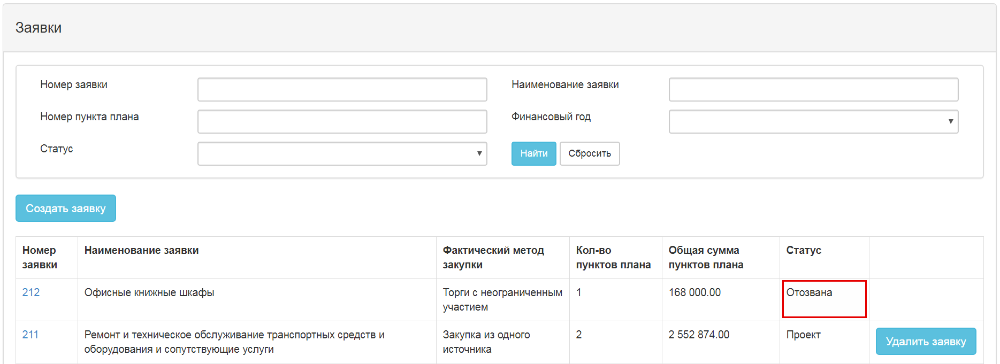 Заявки
Номер заявки
Наименование заявки
Номер пункта плана
Финансовый год
Статус
Найти
Сбросить
Создать заявку
Номер заявки
Наименование заявки
Фактический метод закупки
Кол-во пунктов плана
Общая сумма пунктов плана
Статус
212
Офисные книжные шкафы
Торги с неограниченным участием
1
168 000.00
Отозвана
211
Ремонт и техническое обслуживание транспортных средств и оборудования и сопутствующие услуги
Закупка из одного источника
2
2 552 874.00
Проект
Удалить заявку